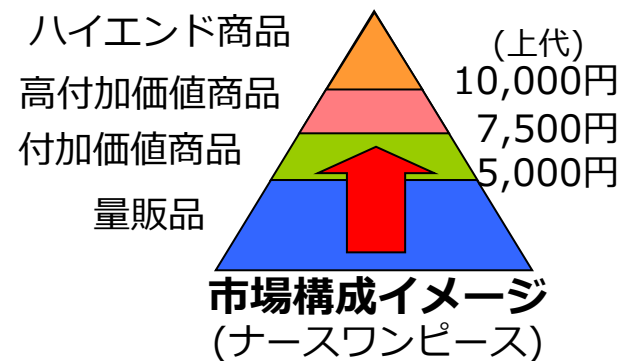 ハイエンド商品
(上代)
10,000円
高付加価値商品
7,500円
付加価値商品
5,000円
量販品
市場構成イメージ
(ナースワンピース)